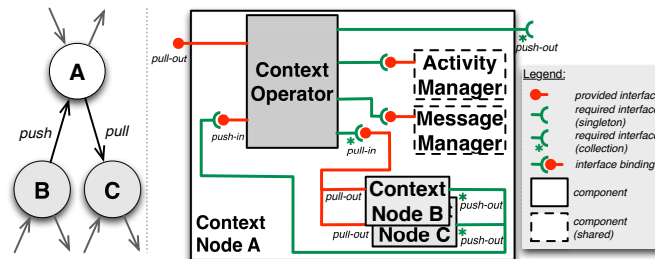 A
push
pull
B
C
pull-out
Context
Operator
push-in
pull-in
*
push-out
*
Activity
Manager
Message
Manager
Context
Node B
Node C
pull-out
pull-out
push-out
*
push-out
*
Context
Node A
Legend:
provided interface
required interface
(singleton)
required interface
(collection)
*
interface binding
component
component
(shared)